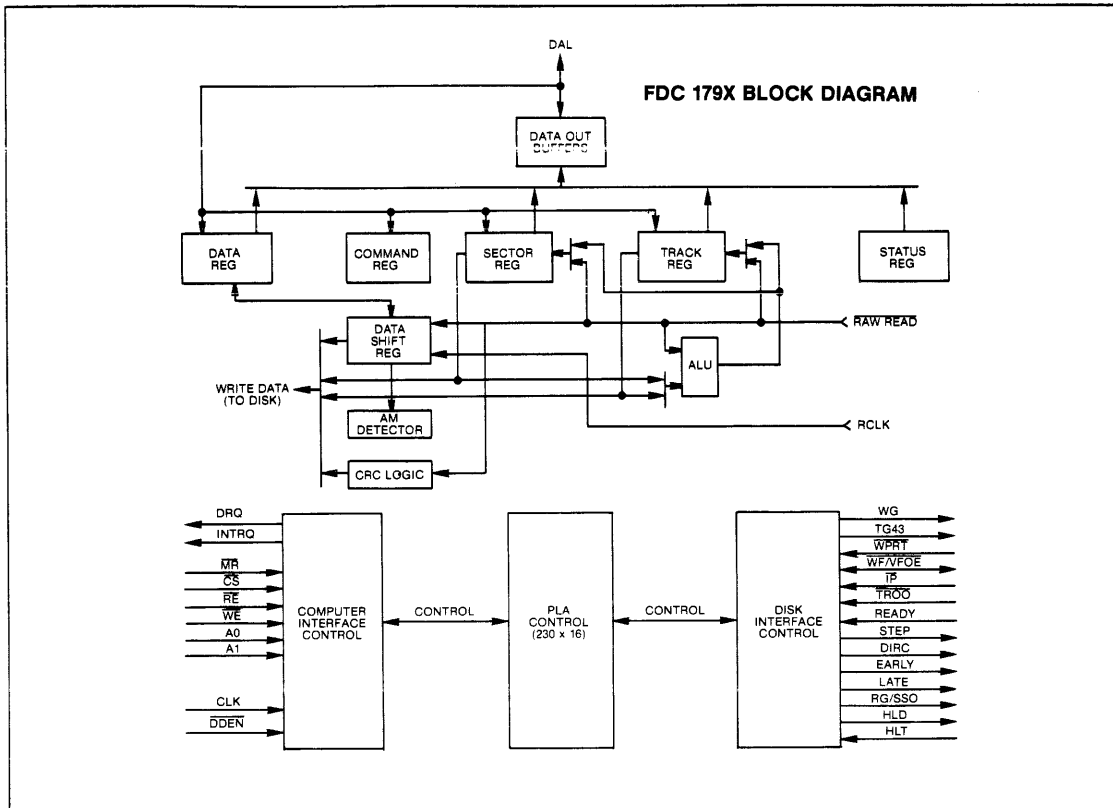 DAL
FDC 179X BLOCK DIAGRAM
DATA OUT
BUFFERS
DATA
REG
COMMAND
REG
SECTOR
REG
TRACK
REG
STATUS
REG
DATA
SHIFT
REG
RAW READ
ALU
WRITE DATA
(TO DISK)
AM
DETECTOR
RCLK
CRC LOGIC
DRQ
INTRQ
MR
CS
RE
WE
A0
A1
CLK
DDEN
COMPUTER
INTERFACE
CONTROL
CONTROL
PLA
CONTROL
(230 x 16)
CONTROL
DISK
INTERFACE
CONTROL
WG
TG43
WPRT
WF/VFOE
IP
TROO
READY
STEP
DIRC
EARLY
LATE
RG/SSO
HLD
HLT